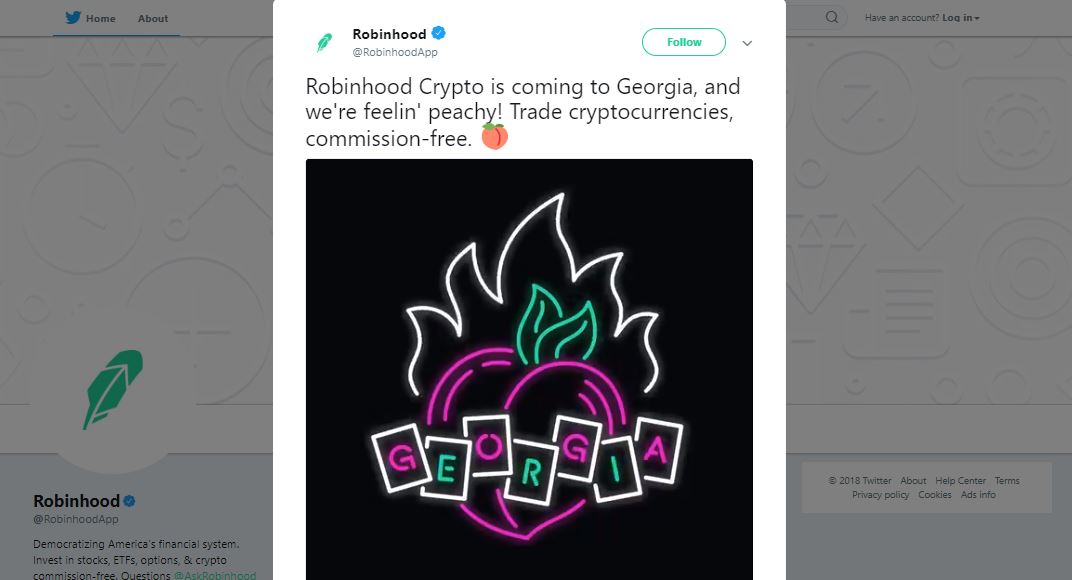 Home About
Have an account? Log in
Robinhood
@RobinhoodApp
Follow
Robinhood Crypto is coming to Georgia, and
we're feelin' peachy! Trade cryptocurrencies,
commission-free.
GEORGIA
Robinhood
@RobinhoodApp
Democratizing America's financial system.
Invest in stocks, ETFs, options, & crypto
commission-free. Questions @AskRobinhood
© 2018 Twitter About Help Center Terms
Privacy policy Cookies Ads info